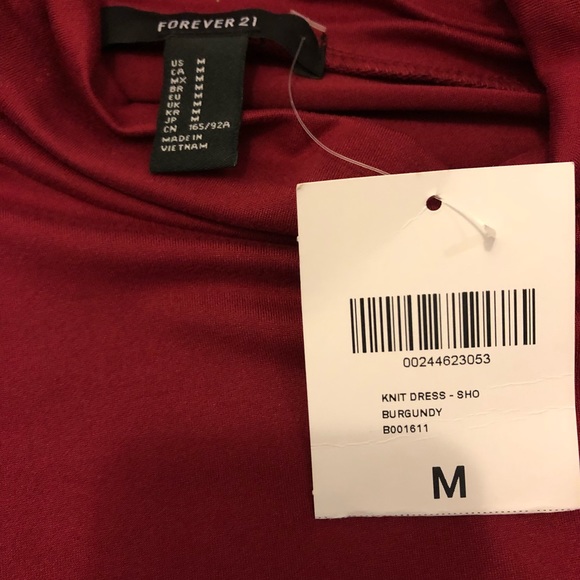 FOREVER 21
US M
CA M
MX M
BR M
EU M
UK M
KR M
JP M
CN 165/92A
MADE IN
VIETNAM
00244623053
KNIT DRESS - SHO
BURGUNDY
B001611
M